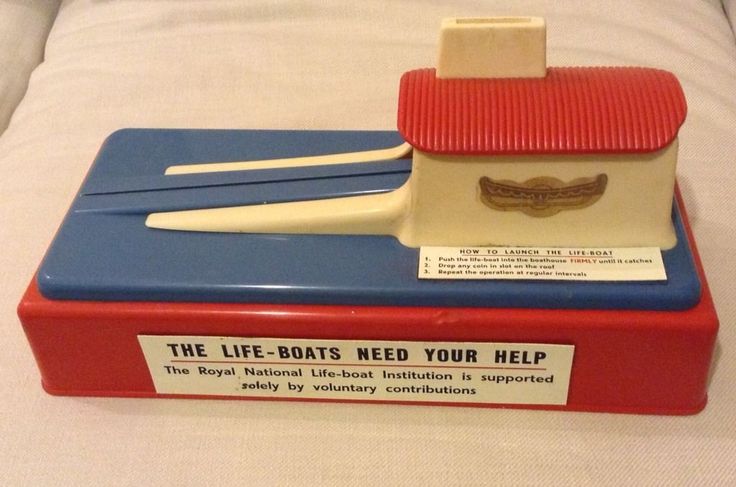 HOW TO LAUNCH THE LIFE-BOAT
1. Push the life-boat into the boathouse FIRMLY until it catches
2. Drop any coin in slot on the roof
3. Repeat the operation at regular intervals
THE LIFE-BOATS NEED YOUR HELP
The Royal National Life-boat Institution is supported
solely by voluntary contributions